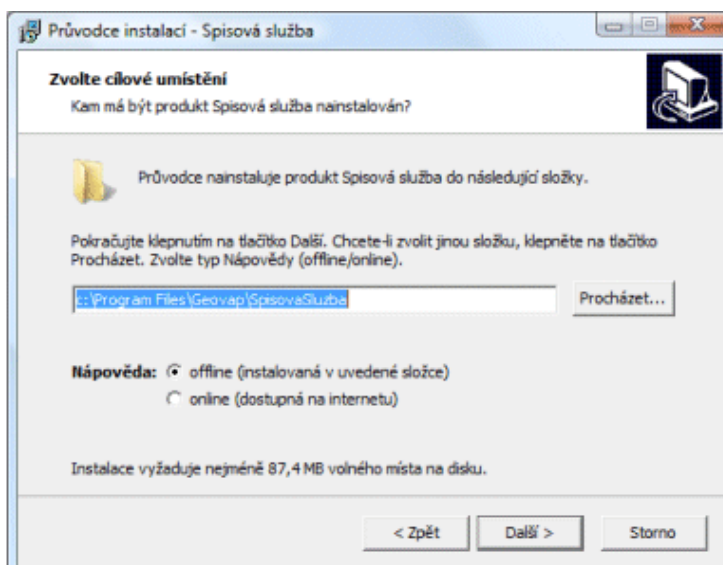 Průvodce instalací - Spisová služba
Zvolte cílové umístění
Kam má být produkt Spisová služba nainstalován?
Průvodce nainstaluje produkt Spisová služba do následující složky.
Pokračujte klepnutím na tlačítko Další. Chcete-li zvolit jinou složku, klepněte na tlačítko
Procházet. Zvolte typ Nápovědy (offline/online).
c:\Program Files\Geovap\SpisovaSluzba
Procházet...
Nápověda: offline (instalovaná v uvedené složce)
online (dostupná na internetu)
Instalace vyžaduje nejméně 87,4 MB volného místa na disku.
< Zpět
Další >
Storno